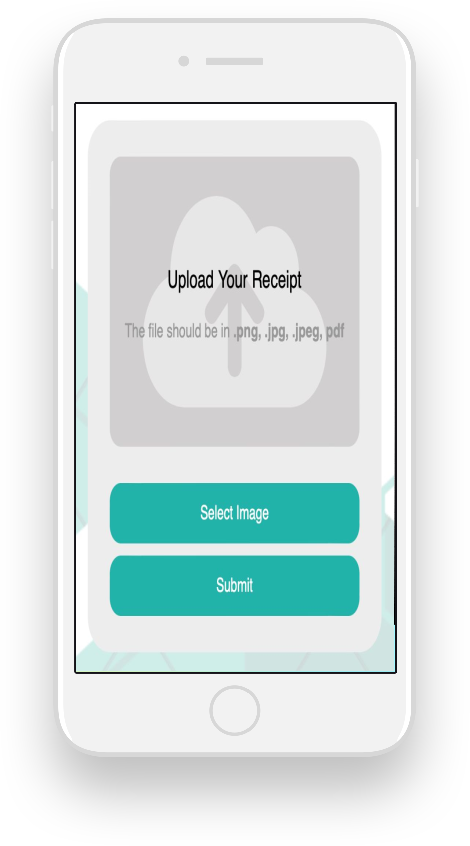 Upload Your Receipt
The file should be in .png, .jpg, .jpeg, pdf
Select Image
Submit